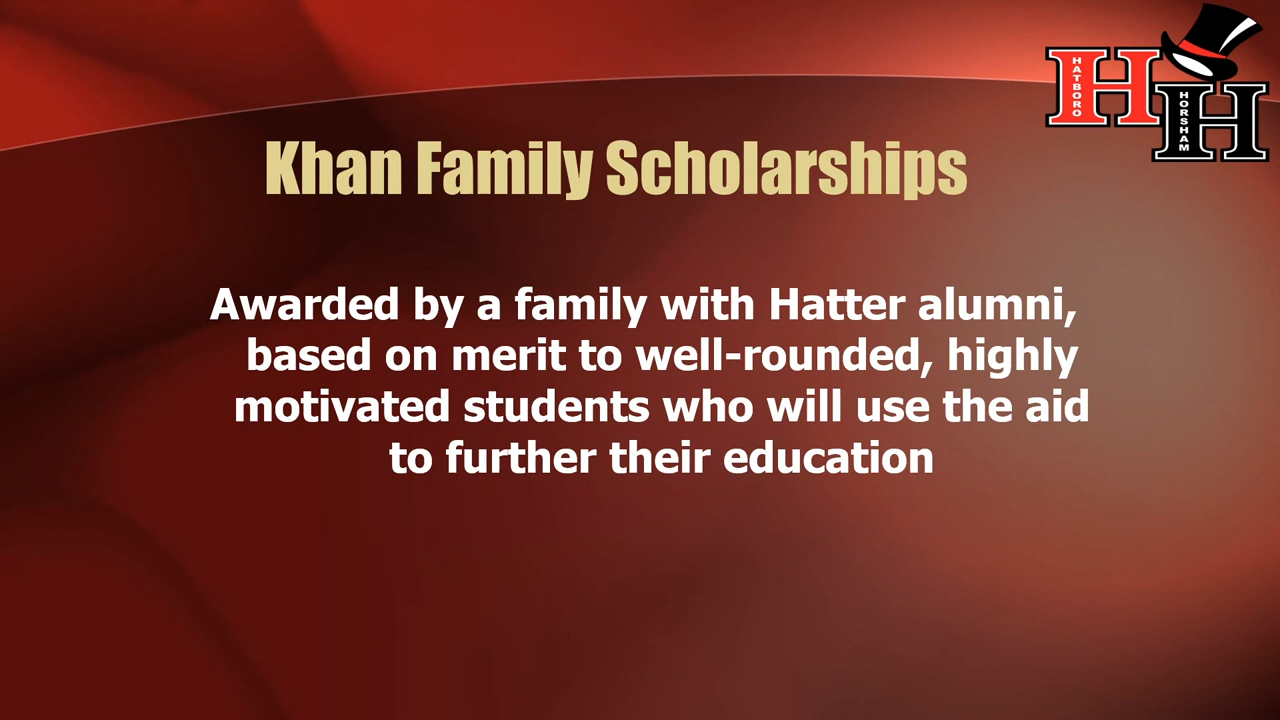 HATBORO
HORSHAM
Khan Family Scholarships
Awarded by a family with Hatter alumni,
based on merit to well-rounded, highly
motivated students who will use the aid
to further their education